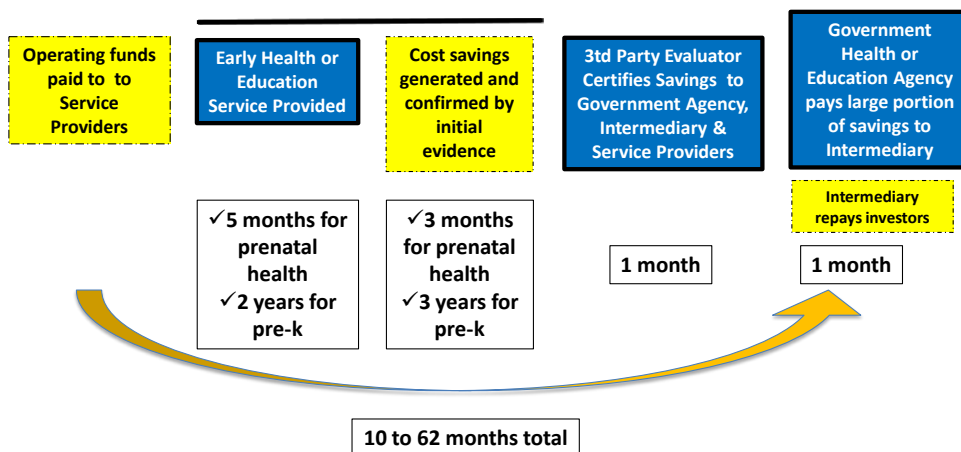 Operating funds
paid to  to
Service
Providers
Early Health or
Education
Service Provided
Cost savings
generated and
confirmed by
initial
evidence
3td Party Evaluator
Certifies Savings  to
Government Agency,
Intermediary &
Service Providers
Government
Health or
Education Agency
pays large portion
of savings to
Intermediary
Intermediary
repays investors
✓5 months for
prenatal
health
✓2 years for
pre-k
✓3 months
for prenatal
health
✓3 years for
pre-k
1 month
1 month
10 to 62 months total